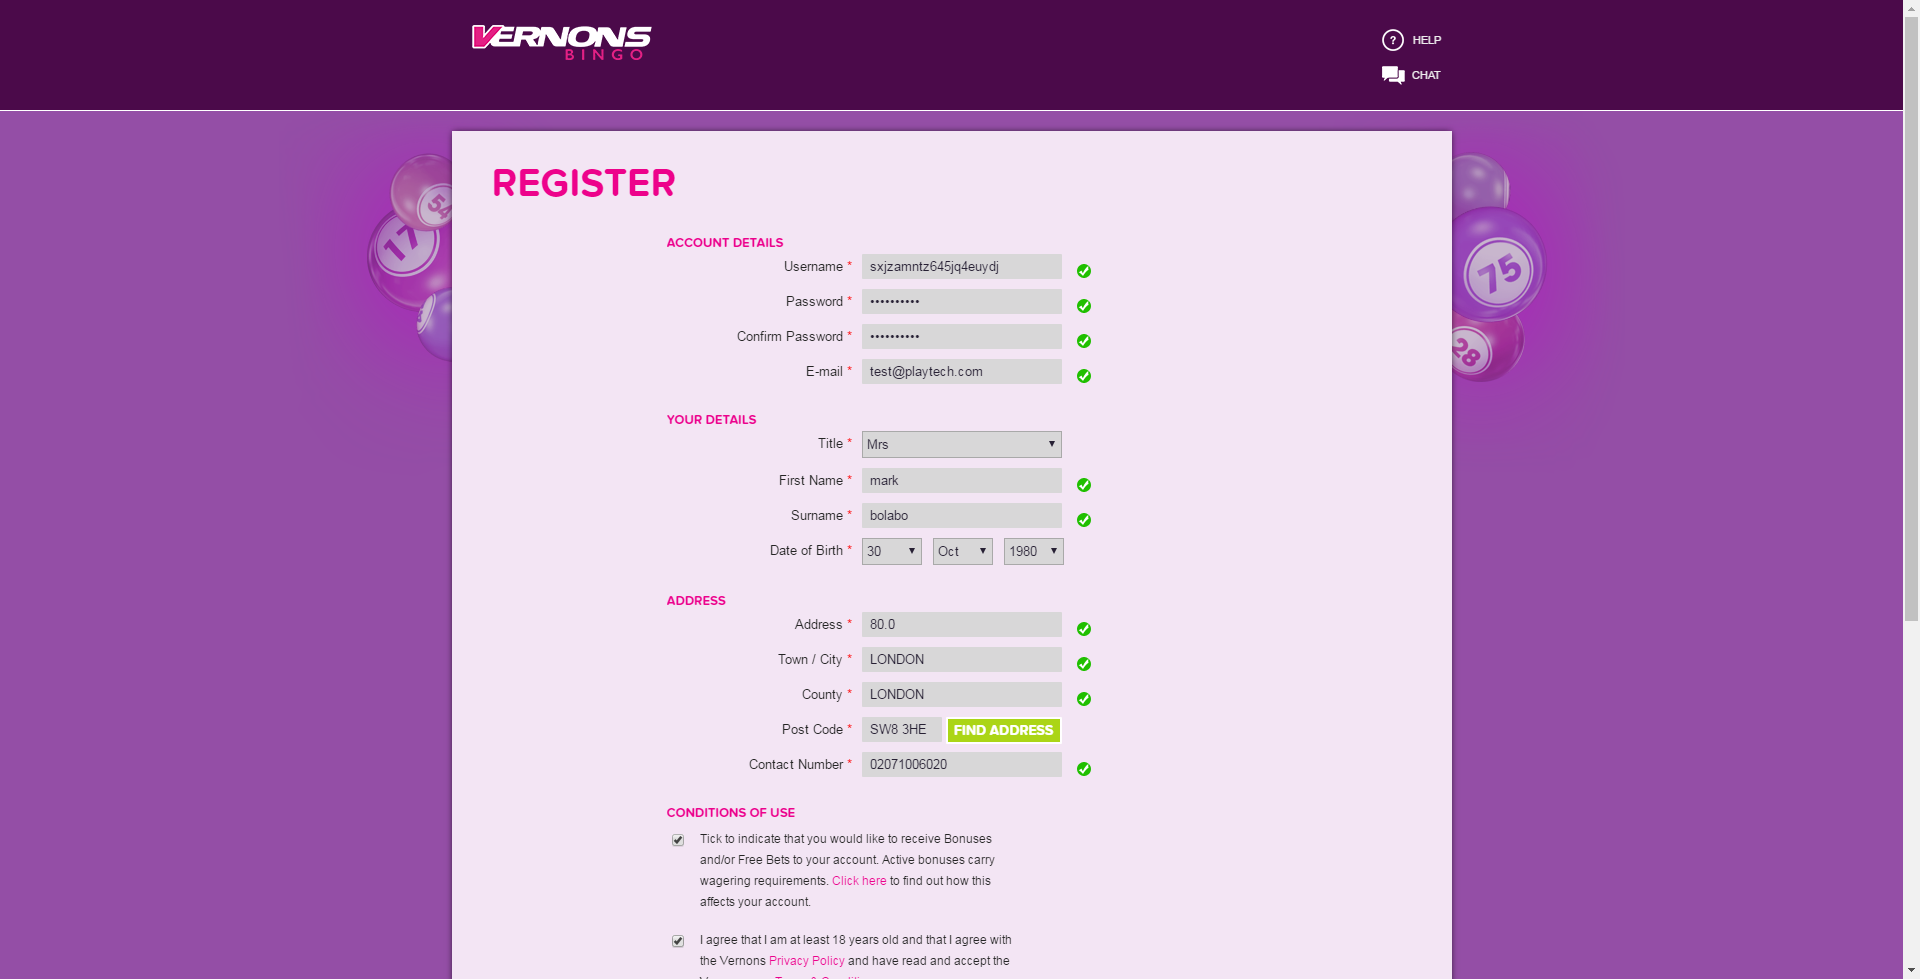 VERNONS
BINGO
? HELP
CHAT
REGISTER
54
17
75
28
ACCOUNT DETAILS
Username * sxjzamntz645jq4euydj
Password * ••••••••••
Confirm Password * ••••••••••
E-mail * test@playtech.com
YOUR DETAILS
Title * Mrs
First Name * mark
Surname * bolabo
Date of Birth * 30 Oct 1980
ADDRESS
Address * 80.0
Town / City * LONDON
County * LONDON
Post Code * SW8 3HE FIND ADDRESS
Contact Number * 02071006020
CONDITIONS OF USE
Tick to indicate that you would like to receive Bonuses
and/or Free Bets to your account. Active bonuses carry
wagering requirements. Click here to find out how this
affects your account.
I agree that I am at least 18 years old and that I agree with
the Vernons Privacy Policy and have read and accept the